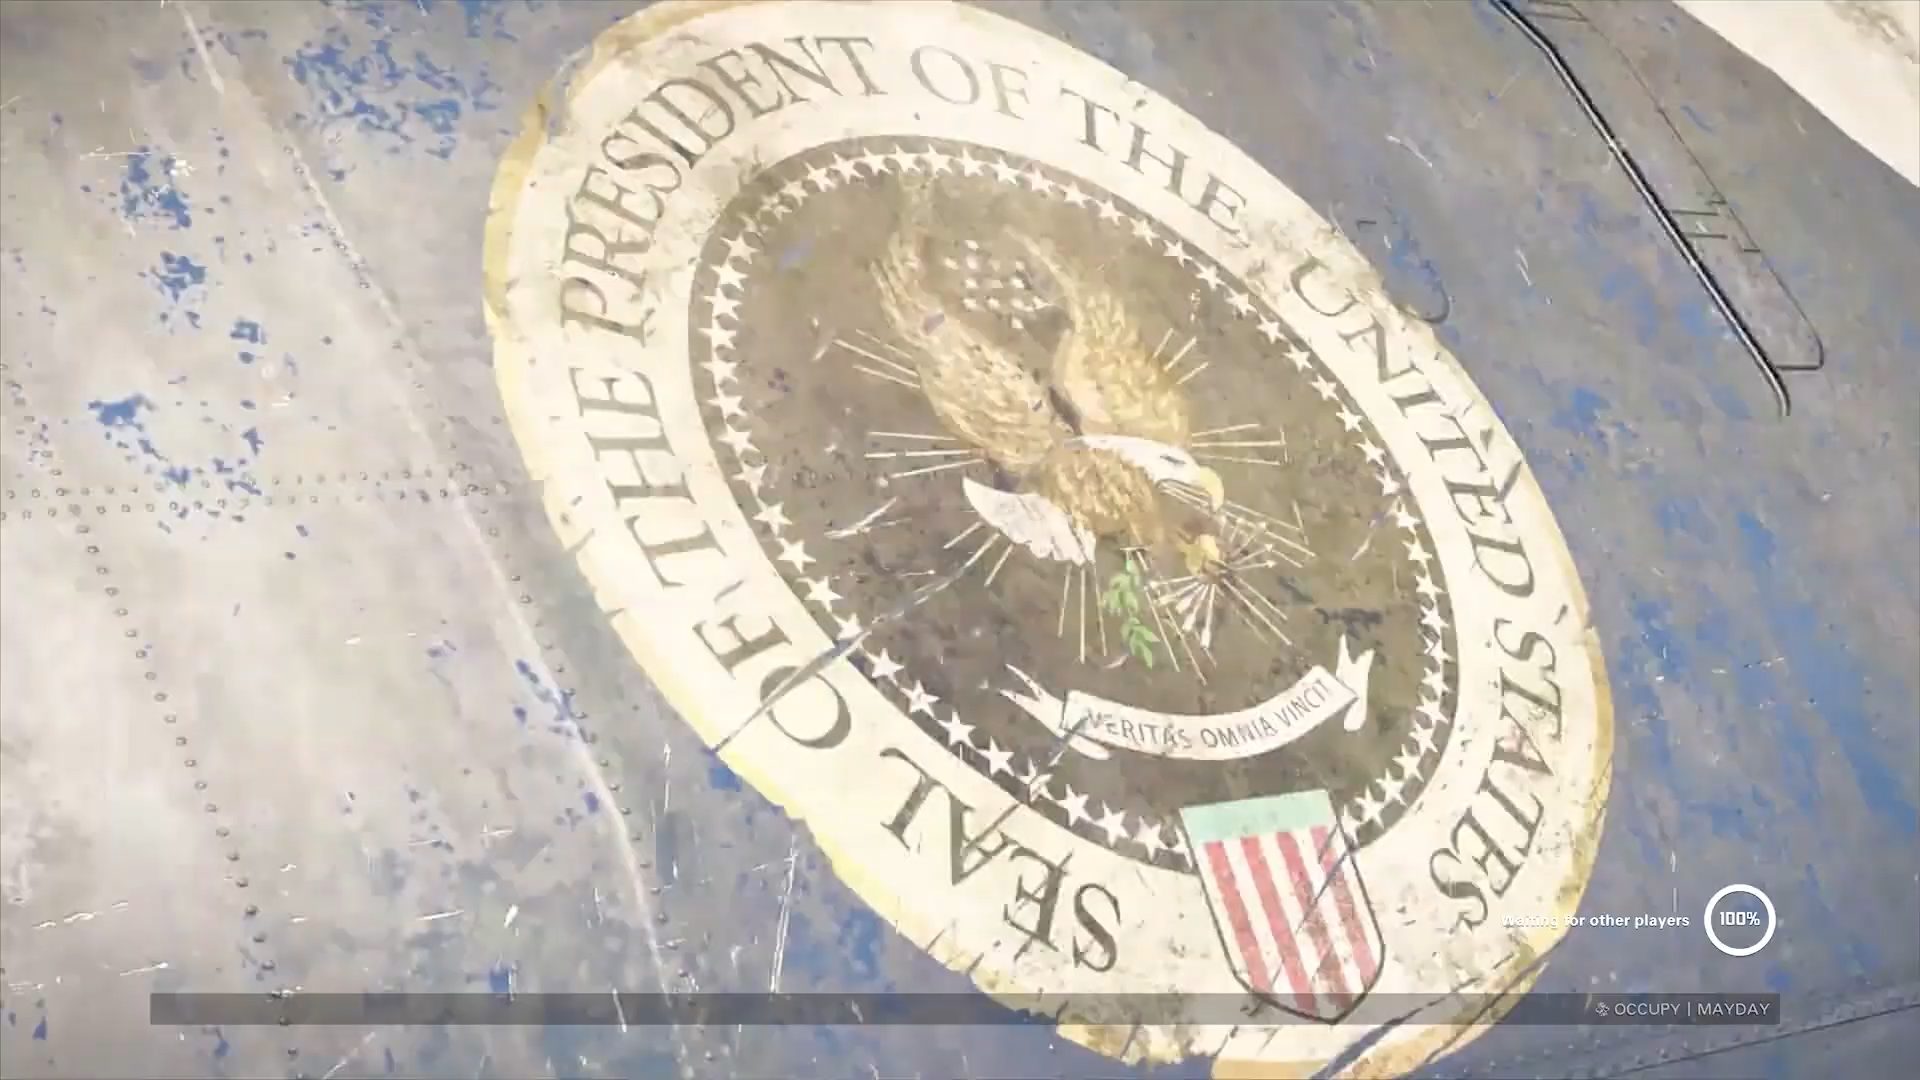 SEAL OF THE PRESIDENT OF THE UNITED STATES
VERITAS OMNIA VINCIT
Waiting for other players
100%
OCCUPY | MAYDAY